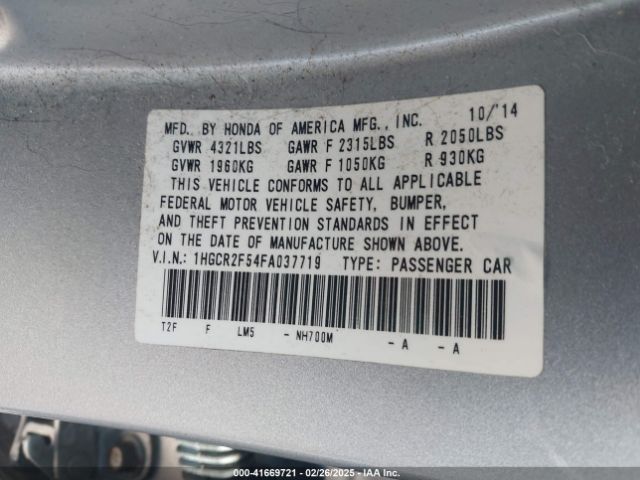 10/'14
MFD. BY HONDA OF AMERICA MFG., INC.
GVWR 4321LBS GAWR F 2315LBS R 2050LBS
GVWR 1960KG GAWR F 1050KG R 930KG
THIS VEHICLE CONFORMS TO ALL APPLICABLE
FEDERAL MOTOR VEHICLE SAFETY, BUMPER,
AND THEFT PREVENTION STANDARDS IN EFFECT
ON THE DATE OF MANUFACTURE SHOWN ABOVE.
V.I.N.: 1HGCR2F54FA037719 TYPE: PASSENGER CAR
T2F F LM5 - NH700M - A - A
000-41669721 - 02/26/2025 - IAA Inc.